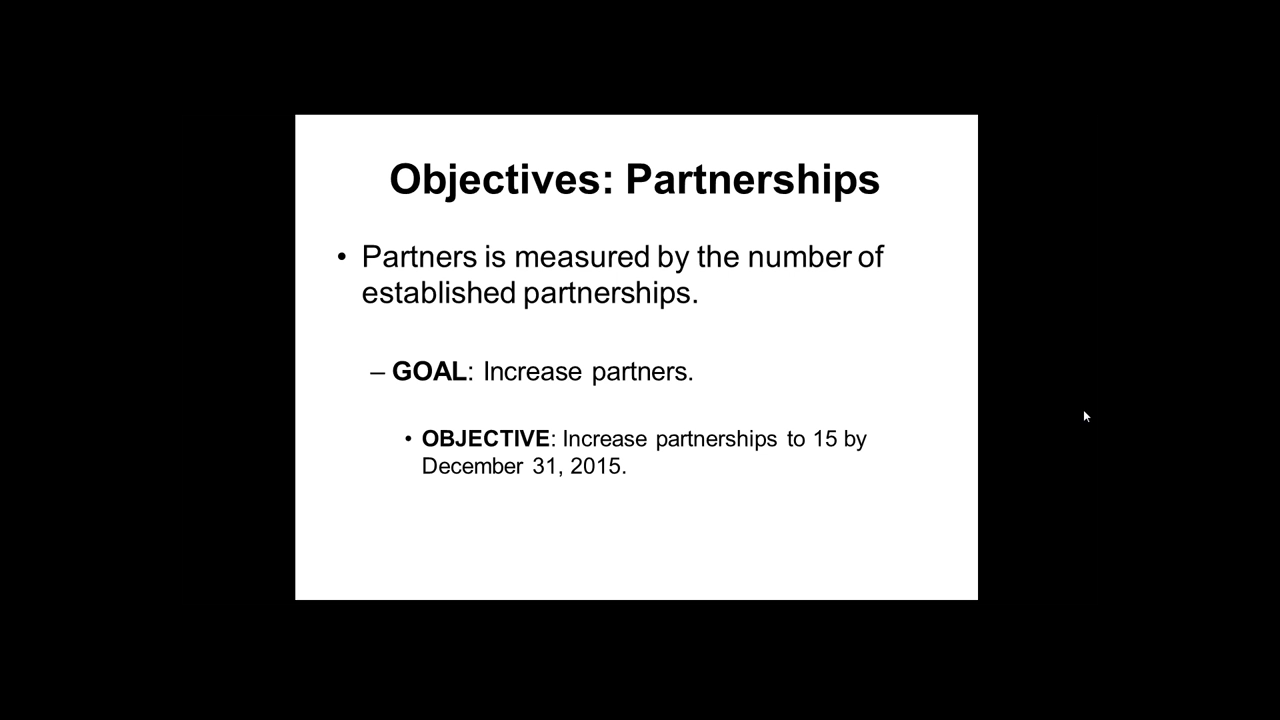 Objectives: Partnerships
• Partners is measured by the number of
established partnerships.
– GOAL: Increase partners.
• OBJECTIVE: Increase partnerships to 15 by
December 31, 2015.